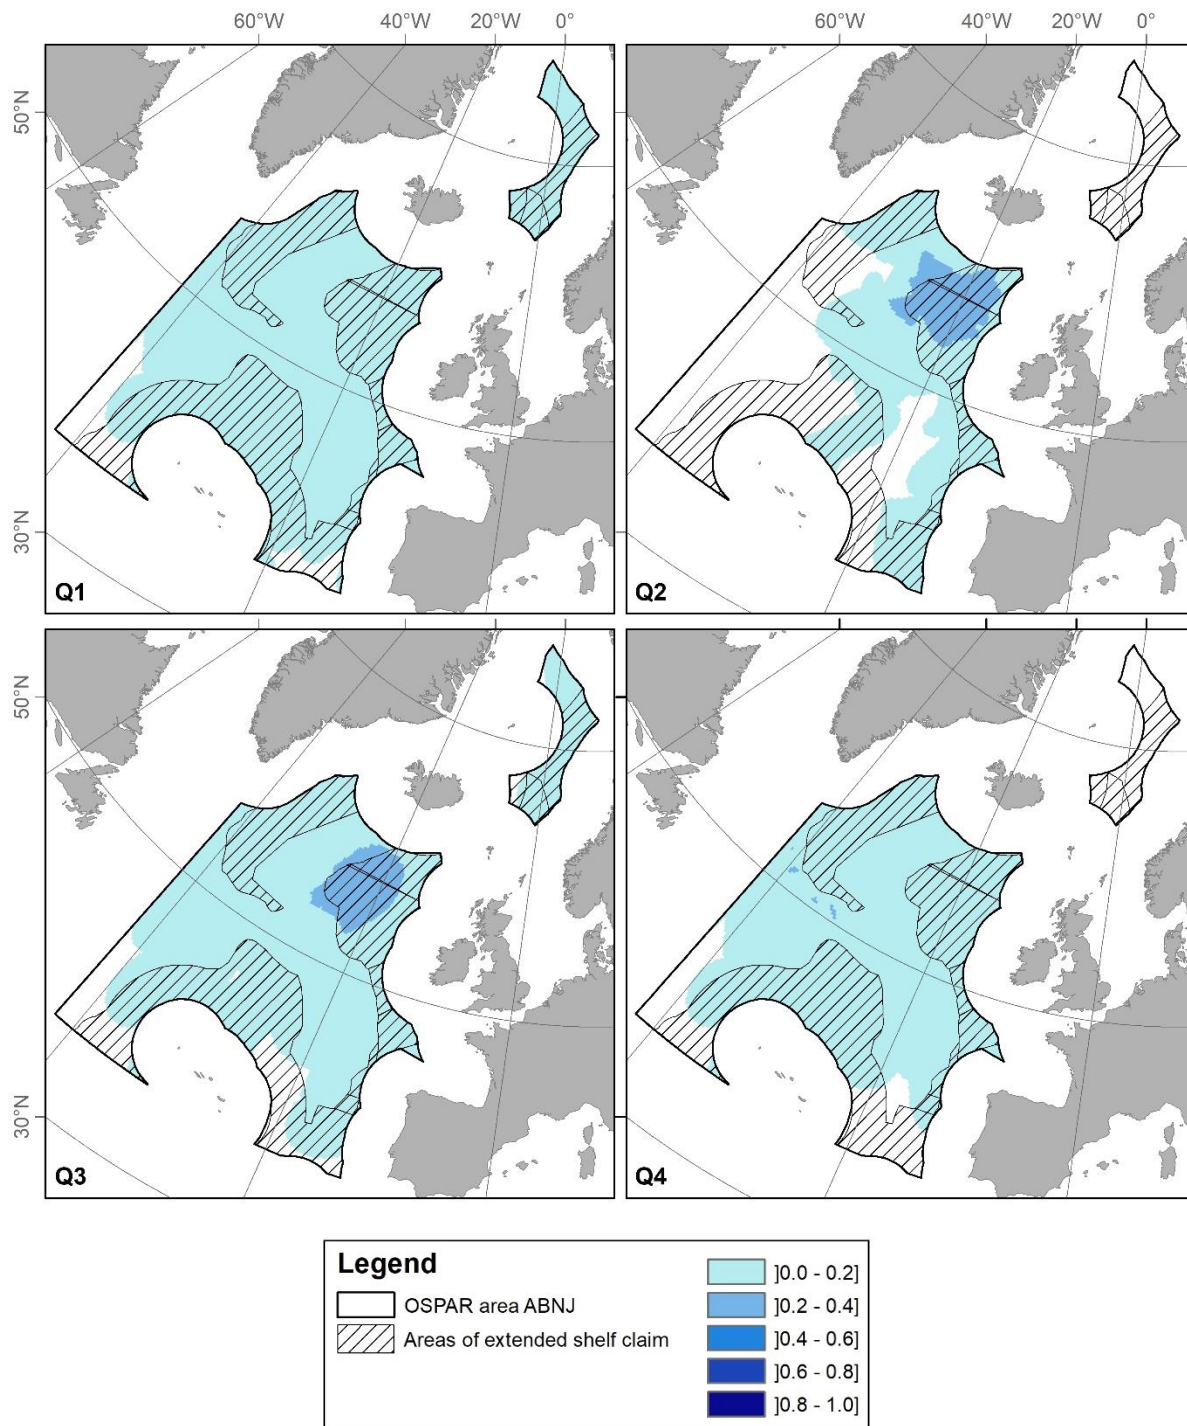 60°W 40°W 20°W 0° 60°W 40°W 20°W 0°
50°N
30°N
Q1 Q2
50°N
30°N
Q3 Q4
Legend
OSPAR area ABNJ
Areas of extended shelf claim
]0.0 - 0.2]
]0.2 - 0.4]
]0.4 - 0.6]
]0.6 - 0.8]
]0.8 - 1.0]